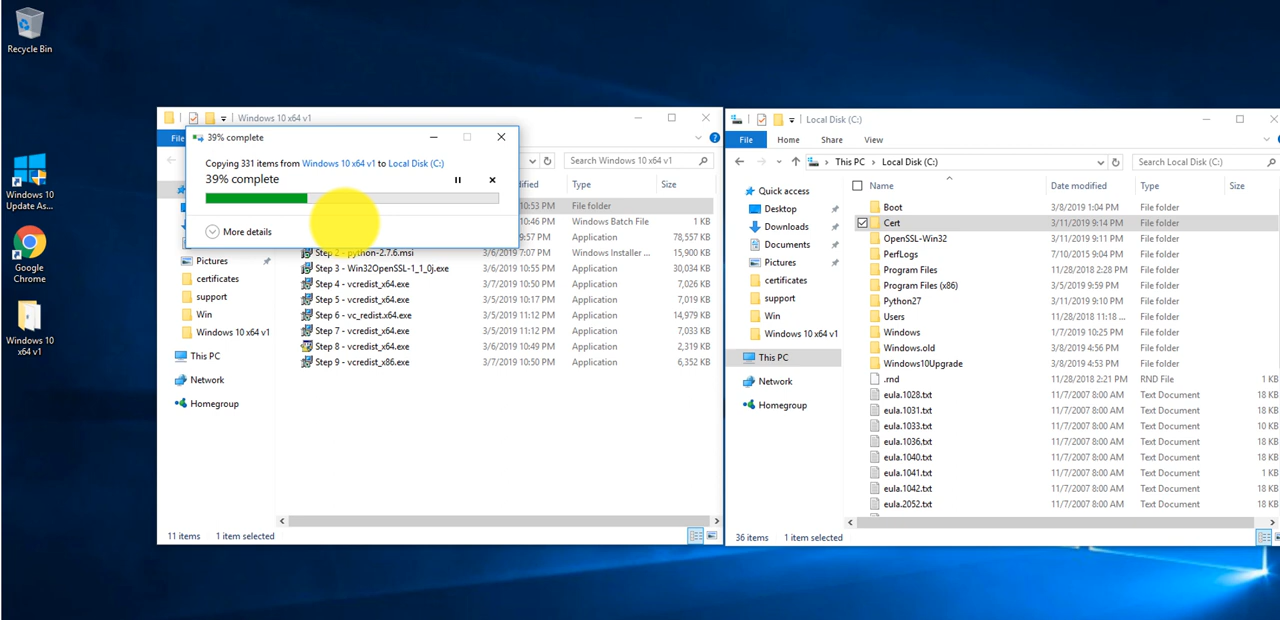 Recycle Bin
Windows 10
Update As...
Google
Chrome
Windows 10
x64 v1
Windows 10 x64 v1
File
39% complete
Copying 331 items from Windows 10 x64 v1 to Local Disk (C:)
39% complete
More details
Search Windows 10 x64 v1
Type Size
10:53 PM File folder
10:46 PM Windows Batch File 1 KB
9:57 PM Application 78,557 KB
Step 2 - python-2.7.6.msi 3/6/2019 7:07 PM Windows Installer ... 15,900 KB
Step 3 - Win32OpenSSL-1_1_0j.exe 3/6/2019 10:55 PM Application 30,034 KB
Step 4 - vcredist_x64.exe 3/7/2019 10:50 PM Application 7,026 KB
Step 5 - vcredist_x64.exe 3/5/2019 10:17 PM Application 7,019 KB
Step 6 - vc_redist.x64.exe 3/5/2019 11:12 PM Application 14,979 KB
Step 7 - vcredist_x64.exe 3/5/2019 11:12 PM Application 7,033 KB
Step 8 - vcredist_x64.exe 3/6/2019 10:49 PM Application 2,319 KB
Step 9 - vcredist_x86.exe 3/7/2019 10:50 PM Application 6,352 KB
Pictures
certificates
support
Win
Windows 10 x64 v1
This PC
Network
Homegroup
11 items 1 item selected
Local Disk (C:)
File Home Share View
This PC Local Disk (C:)
Search Local Disk (C:)
Quick access
Desktop
Downloads
Documents
Pictures
certificates
support
Win
Windows 10 x64 v1
This PC
Network
Homegroup
Name Date modified Type Size
Boot 3/8/2019 1:04 PM File folder
Cert 3/11/2019 9:14 PM File folder
OpenSSL-Win32 3/11/2019 9:11 PM File folder
PerfLogs 7/10/2015 9:04 PM File folder
Program Files 11/28/2018 2:28 PM File folder
Program Files (x86) 3/5/2019 9:59 PM File folder
Python27 3/11/2019 9:10 PM File folder
Users 11/28/2018 11:18 ... File folder
Windows 1/7/2019 10:25 PM File folder
Windows.old 3/8/2019 4:56 PM File folder
Windows10Upgrade 3/8/2019 4:53 PM File folder
.rnd 11/28/2018 2:21 PM RND File 1 KB
eula.1028.txt 11/7/2007 8:00 AM Text Document 18 KB
eula.1031.txt 11/7/2007 8:00 AM Text Document 18 KB
eula.1033.txt 11/7/2007 8:00 AM Text Document 10 KB
eula.1036.txt 11/7/2007 8:00 AM Text Document 18 KB
eula.1040.txt 11/7/2007 8:00 AM Text Document 18 KB
eula.1041.txt 11/7/2007 8:00 AM Text Document 1 KB
eula.1042.txt 11/7/2007 8:00 AM Text Document 18 KB
eula.2052.txt 11/7/2007 8:00 AM Text Document 18 KB
36 items 1 item selected